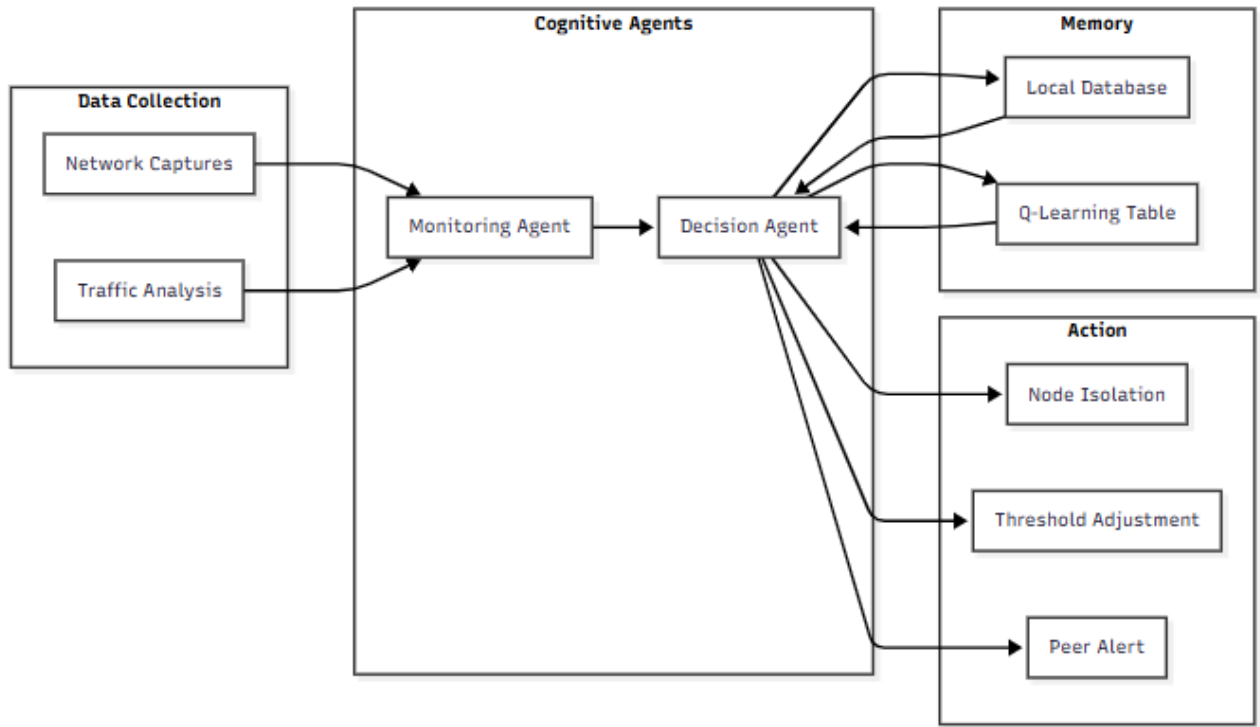 Data Collection
Network Captures
Traffic Analysis
Cognitive Agents
Monitoring Agent
Decision Agent
Memory
Local Database
Q-Learning Table
Action
Node Isolation
Threshold Adjustment
Peer Alert